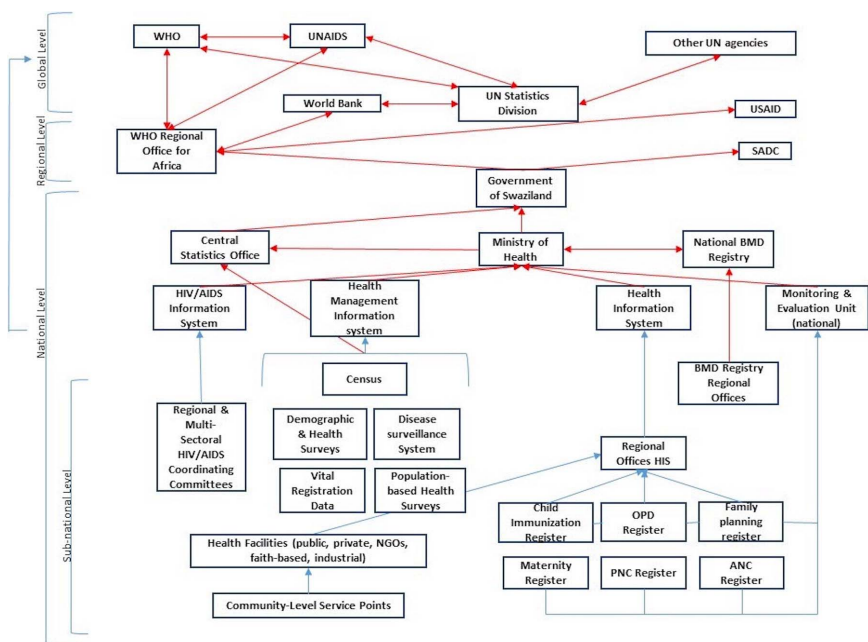 Global Level
Regional Level
National Level
Sub-national Level
WHO
UNAIDS
Other UN agencies
World Bank
UN Statistics
Division
USAID
WHO Regional
Office for
Africa
SADC
Government
of Swaziland
Central
Statistics Office
Ministry of
Health
National BMD
Registry
HIV/AIDS
Information
System
Health
Management
Information
system
Health
Information
System
Monitoring &
Evaluation Unit
(national)
Census
BMD Registry
Regional
Offices
Regional &
Multi-
Sectoral
HIV/AIDS
Coordinating
Committees
Demographic
& Health
Surveys
Disease
surveillance
System
Regional
Offices HIS
Vital
Registration
Data
Population-
based Health
Surveys
Child
Immunization
Register
OPD
Register
Family
planning
register
Health Facilities (public, private, NGOs,
faith-based, industrial)
Maternity
Register
PNC Register
ANC
Register
Community-Level Service Points